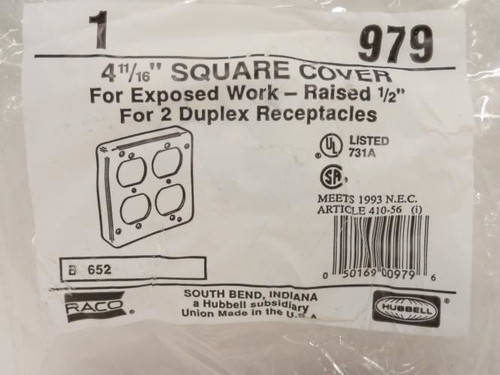 1 979
4 11/16" SQUARE COVER
For Exposed Work – Raised 1/2"
For 2 Duplex Receptacles
UL LISTED
731A
SA
MEETS 1993 N.E.C.
ARTICLE 410-56 (i)
B 652
0 50169 00979 6
RACO
SOUTH BEND, INDIANA
a Hubbell subsidiary
Union Made in the U.S.A
HUBBELL